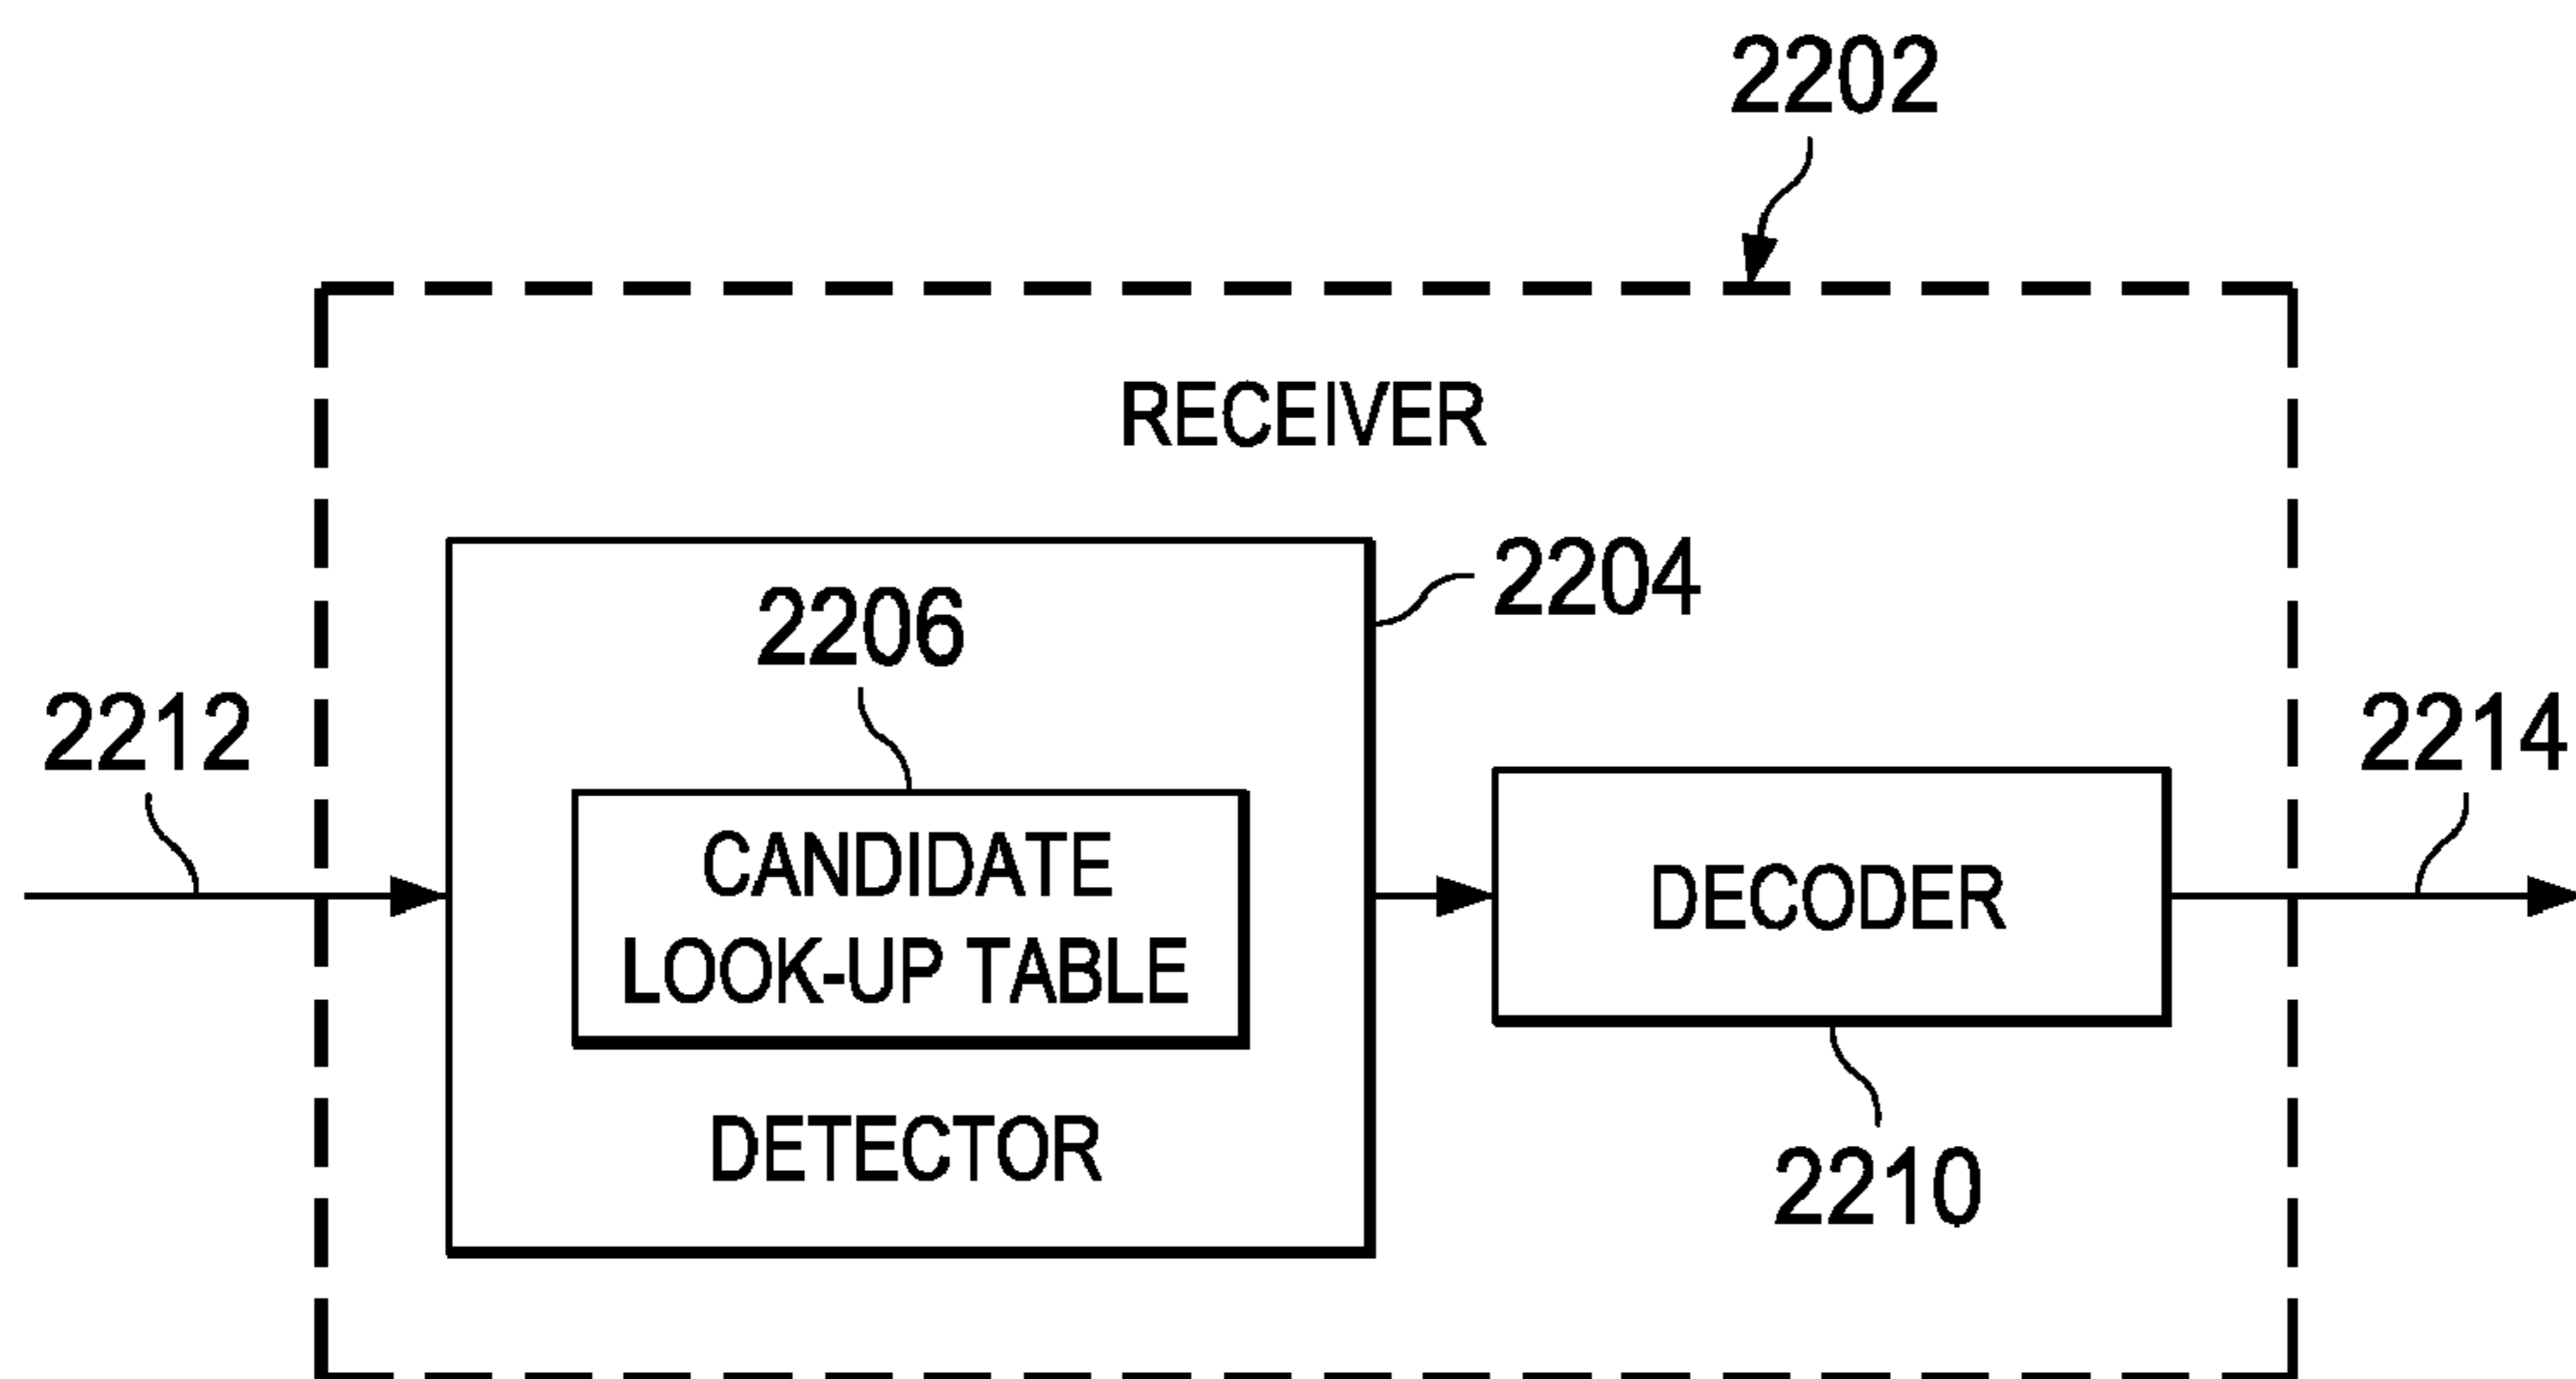 2202
RECEIVER
2204
2206
2212
2214
CANDIDATE
LOOK-UP TABLE
DECODER
DETECTOR
2210